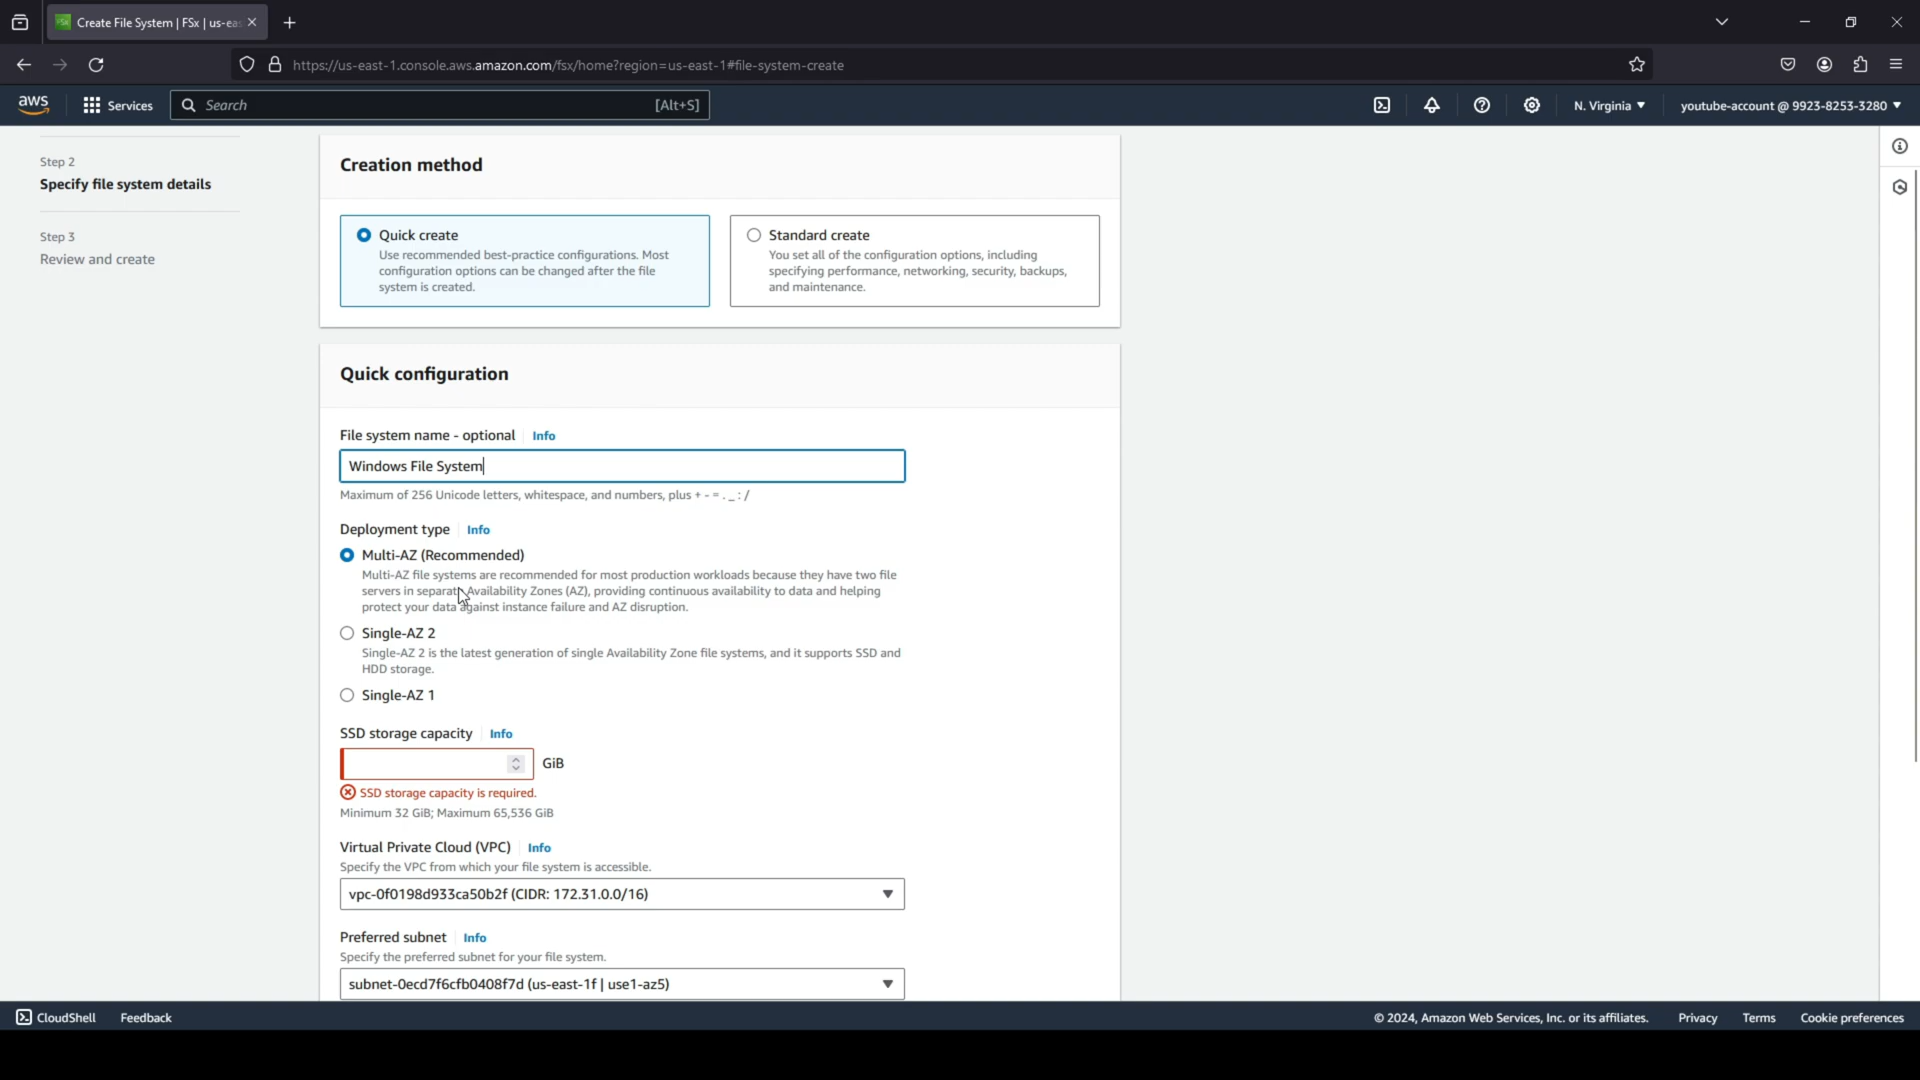 Create File System | FSx | us-eas
https://us-east-1.console.aws.amazon.com/fsx/home?region=us-east-1#file-system-create
aws
Services
Search
[Alt+S]
N. Virginia
youtube-account @ 9923-8253-3280
Step 2
Specify file system details
Step 3
Review and create
Creation method
Quick create
Use recommended best-practice configurations. Most
configuration options can be changed after the file
system is created.
Standard create
You set all of the configuration options, including
specifying performance, networking, security, backups,
and maintenance.
Quick configuration
File system name - optional Info
Windows File System
Maximum of 256 Unicode letters, whitespace, and numbers, plus + - = . _ : /
Deployment type Info
Multi-AZ (Recommended)
Multi-AZ file systems are recommended for most production workloads because they have two file
servers in separate Availability Zones (AZ), providing continuous availability to data and helping
protect your data against instance failure and AZ disruption.
Single-AZ 2
Single-AZ 2 is the latest generation of single Availability Zone file systems, and it supports SSD and
HDD storage.
Single-AZ 1
SSD storage capacity Info
GiB
SSD storage capacity is required.
Minimum 32 GiB; Maximum 65,536 GiB
Virtual Private Cloud (VPC) Info
Specify the VPC from which your file system is accessible.
vpc-0f0198d933ca50b2f (CIDR: 172.31.0.0/16)
Preferred subnet Info
Specify the preferred subnet for your file system.
subnet-0ecd7f6cfb0408f7d (us-east-1f | use1-az5)
CloudShell
Feedback
© 2024, Amazon Web Services, Inc. or its affiliates.
Privacy
Terms
Cookie preferences